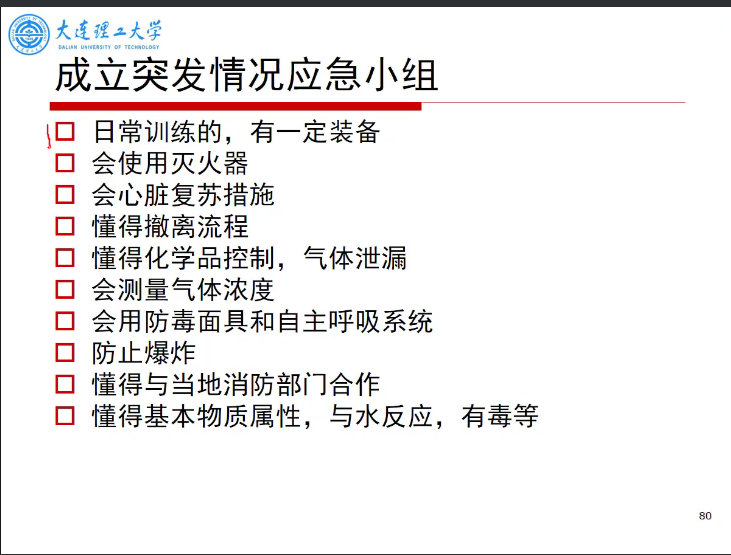 大连理工大学
DALIAN UNIVERSITY OF TECHNOLOGY
成立突发情况应急小组
日常训练的，有一定装备
会使用灭火器
会心脏复苏措施
懂得撤离流程
懂得化学品控制，气体泄漏
会测量气体浓度
会用防毒面具和自主呼吸系统
防止爆炸
懂得与当地消防部门合作
懂得基本物质属性，与水反应，有毒等
80